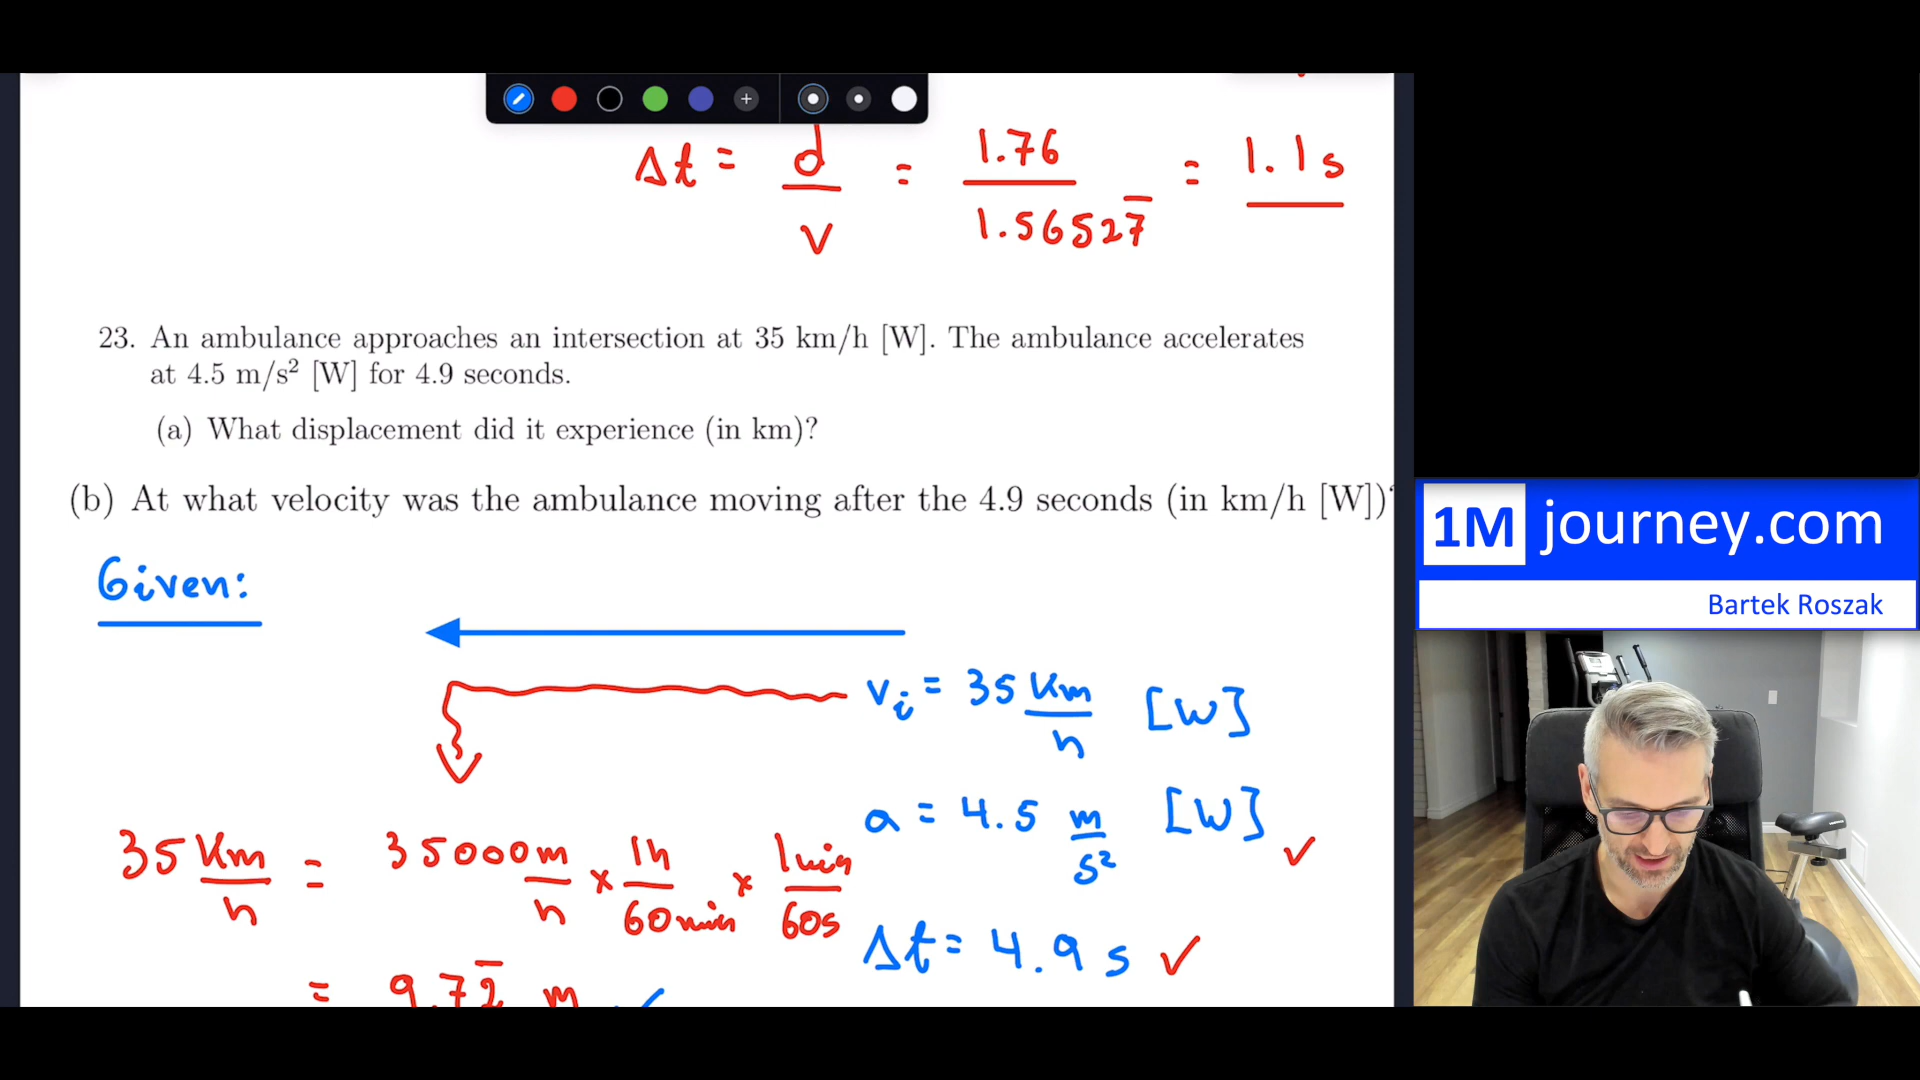 Δt = d/v = 1.76/1.56527̅ = 1.1 s
23. An ambulance approaches an intersection at 35 km/h [W]. The ambulance accelerates
at 4.5 m/s² [W] for 4.9 seconds.
(a) What displacement did it experience (in km)?
(b) At what velocity was the ambulance moving after the 4.9 seconds (in km/h [W])?
Given:
vᵢ = 35 Km/h [W]
a = 4.5 m/s² [W] ✓
35 Km/h = 35000 m/h × 1h/60min × 1min/60s
Δt = 4.9 s ✓
= 9.72̅ m
1M journey.com
Bartek Roszak